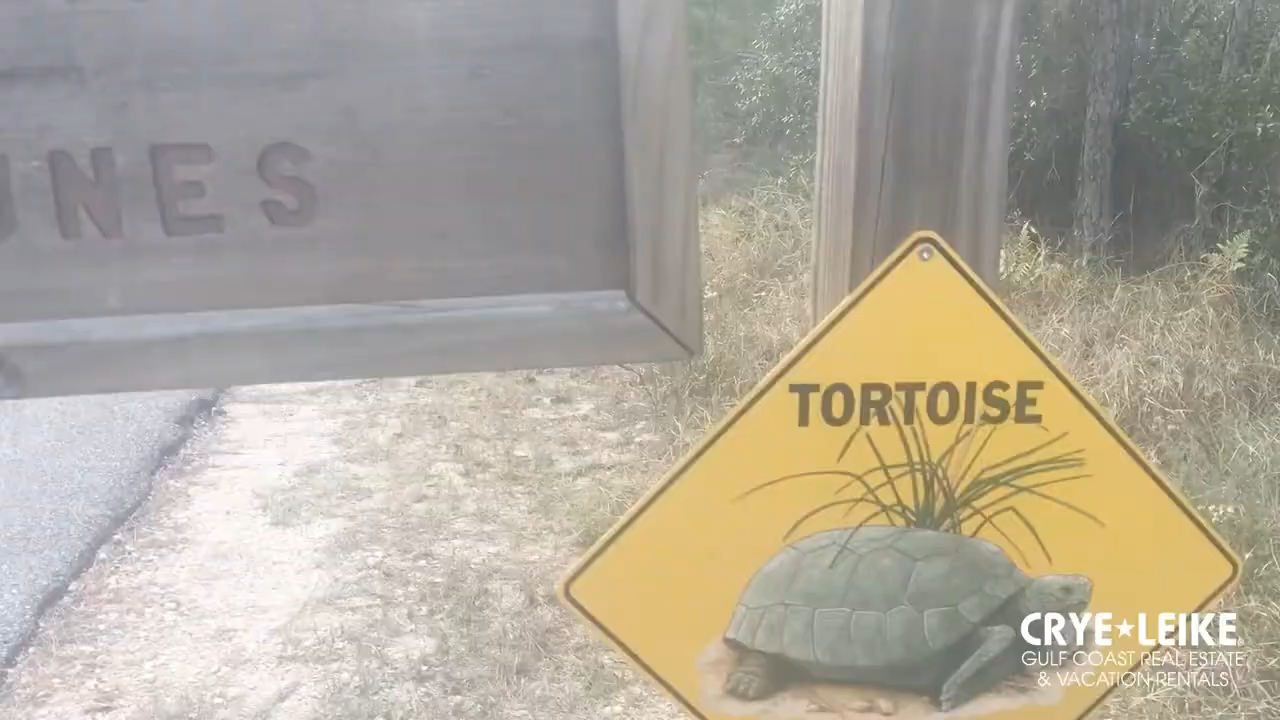 UNES
TORTOISE
CRYE★LEIKE
GULF COAST REAL ESTATE
& VACATION RENTALS